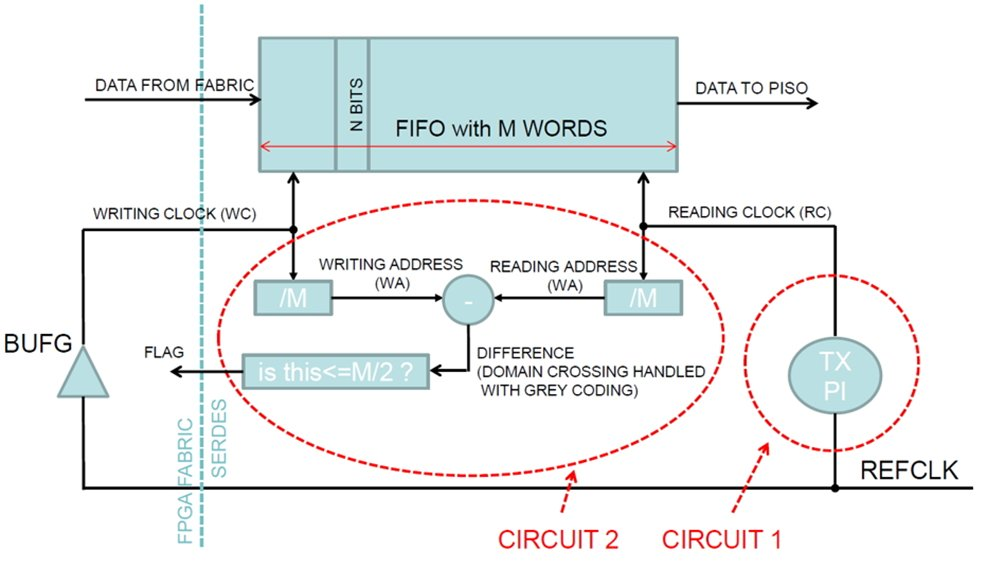 DATA FROM FABRIC
N BITS
DATA TO PISO
FIFO with M WORDS
WRITING CLOCK (WC)
READING CLOCK (RC)
WRITING ADDRESS
(WA)
READING ADDRESS
(WA)
/M
-
/M
BUFG
FLAG
is this<=M/2 ?
DIFFERENCE
(DOMAIN CROSSING HANDLED
WITH GREY CODING)
TX
PI
FPGA FABRIC
SERDES
REFCLK
CIRCUIT 2
CIRCUIT 1